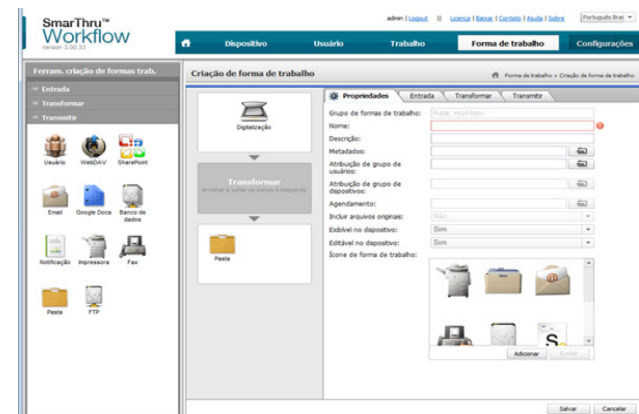 SmarThru™
Workflow
Version 3.00.53
admin | Logout || Licença | Baixar | Contato | Ajuda | Sobre Português Braz
Dispositivo Usuário Trabalho Forma de trabalho Configurações
Ferram. criação de formas trab.
Entrada
Transformar
Transmitir
Usuário WebDAV SharePoint
Email Google Docs Banco de dados
Notificação Impressora Fax
Pasta FTP
Criação de forma de trabalho
Forma de trabalho > Criação de forma de trabalho
Digitalização
Transformar
Arrastar e soltar os ícones à esquerda
Pasta
Propriedades Entrada Transformar Transmitir
Grupo de formas de trabalho: Public Workform
Nome:
Descrição:
Metadados:
Atribuição de grupo de usuários:
Atribuição de grupo de dispositivos:
Agendamento:
Incluir arquivos originas: Não
Exibível no dispositivo: Sim
Editável no dispositivo: Sim
Ícone de forma de trabalho:
S
Adicionar Excluir
Salvar Cancelar